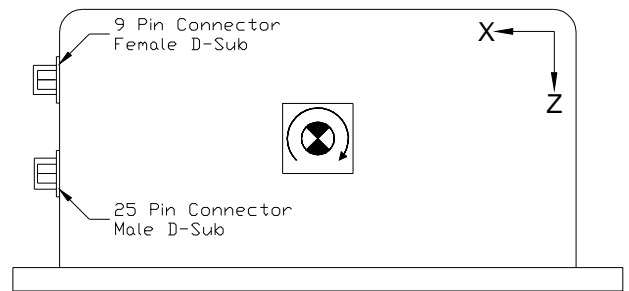 9 Pin Connector
Female D-Sub
X
Z
25 Pin Connector
Male D-Sub